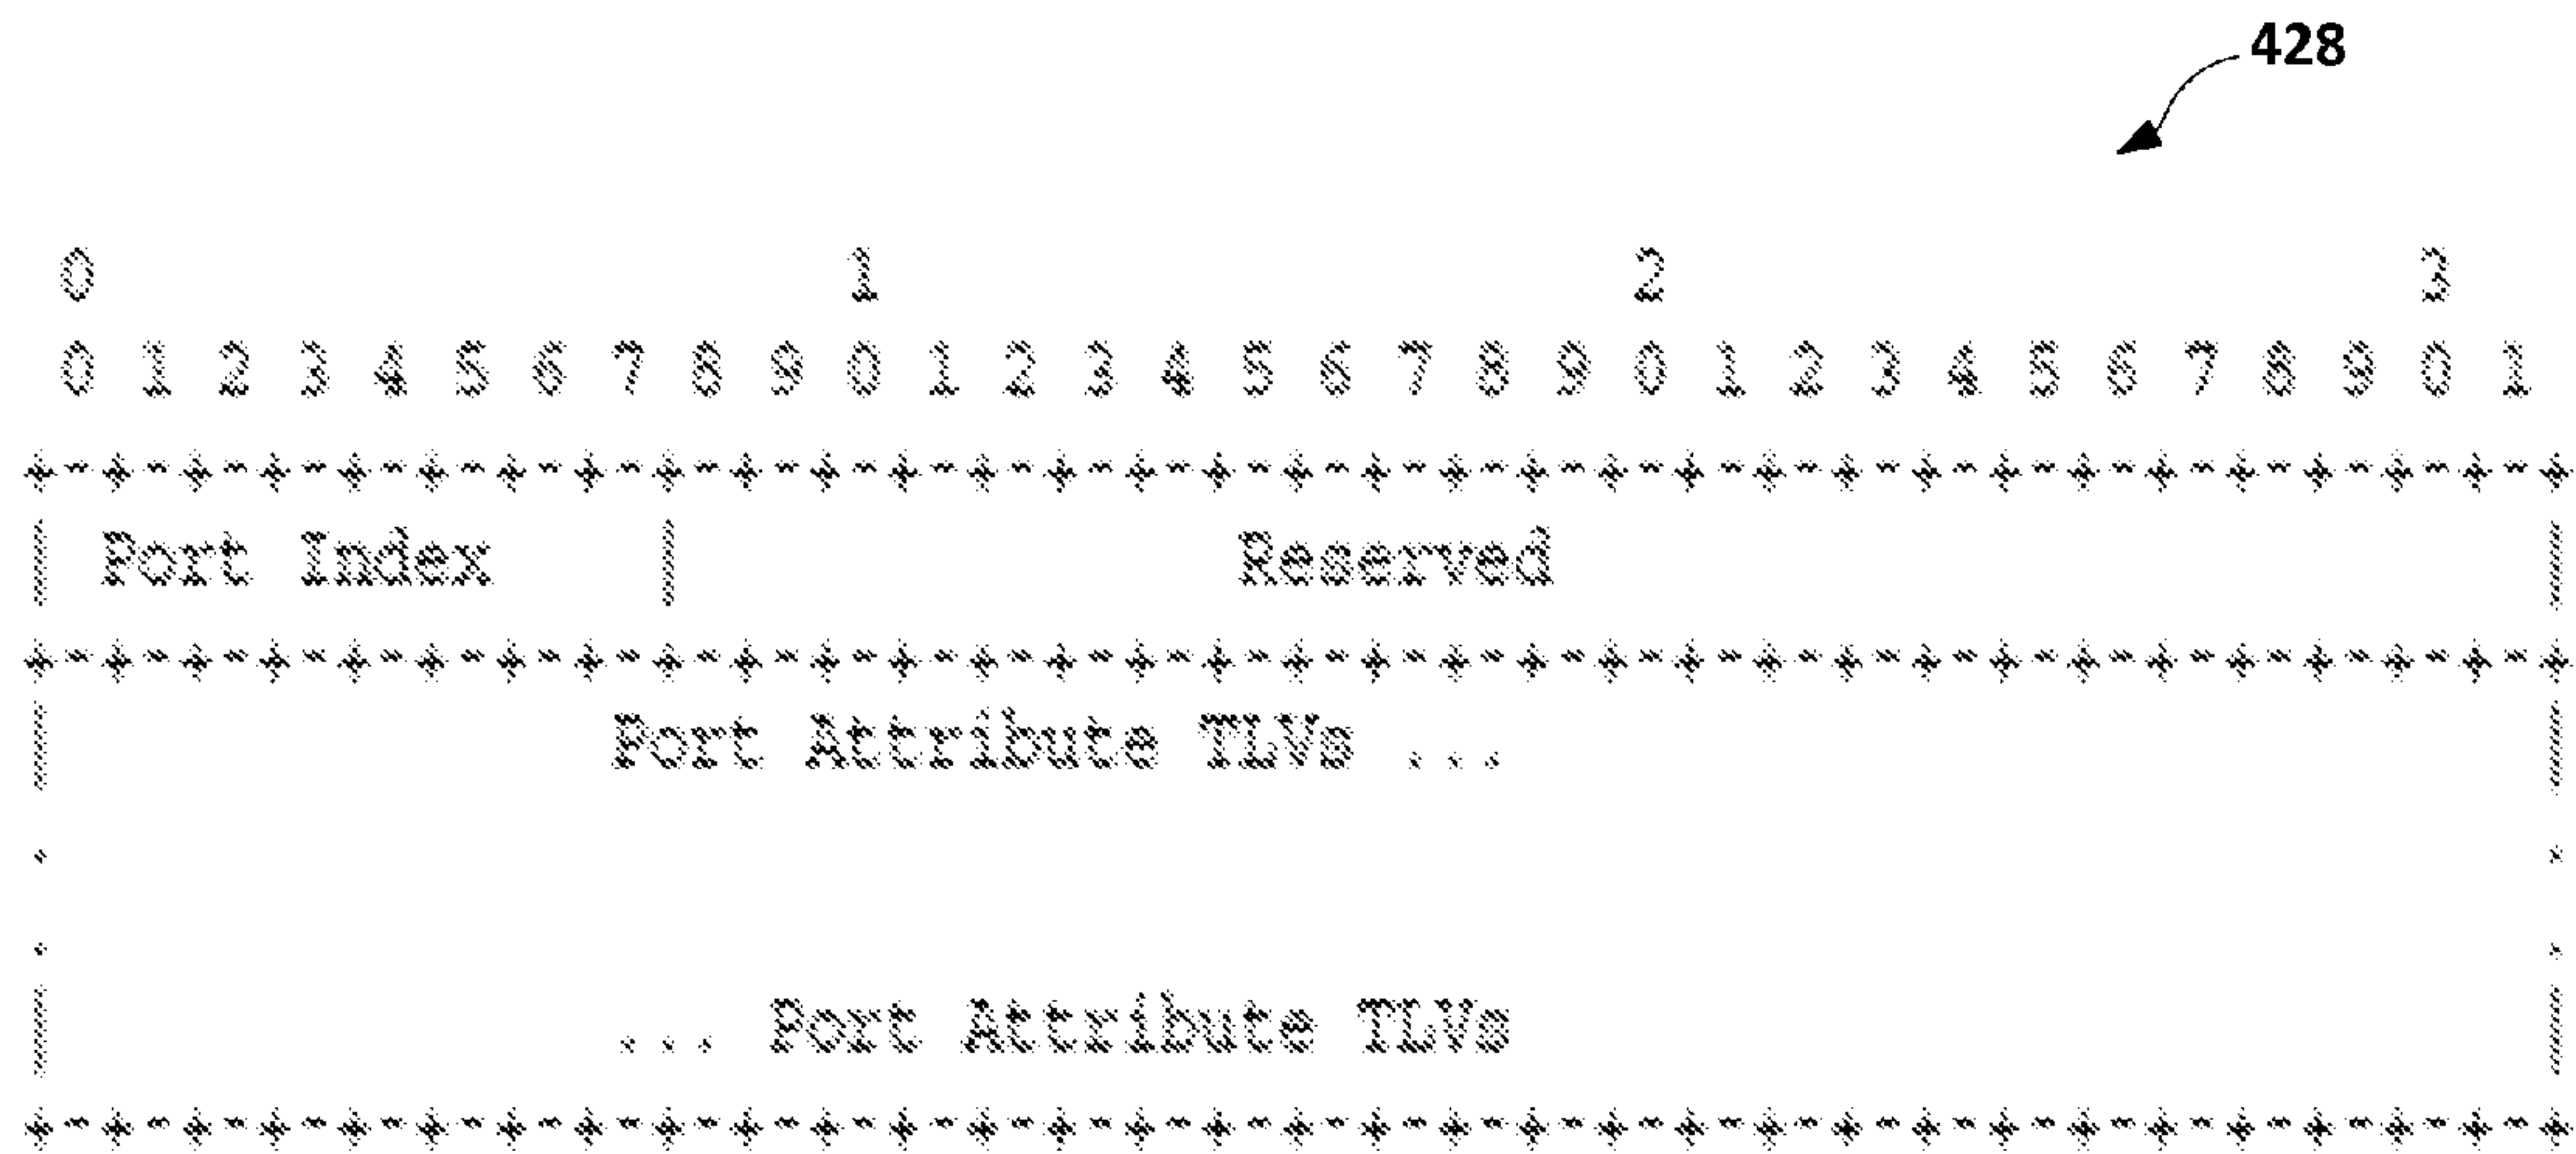 428
0 1 2 3
0 1 2 3 4 5 6 7 8 9 0 1 2 3 4 5 6 7 8 9 0 1 2 3 4 5 6 7 8 9 0 1
+-+-+-+-+-+-+-+-+-+-+-+-+-+-+-+-+-+-+-+-+-+-+-+-+-+-+-+-+-+-+-+-+
| Port Index | Reserved |
+-+-+-+-+-+-+-+-+-+-+-+-+-+-+-+-+-+-+-+-+-+-+-+-+-+-+-+-+-+-+-+-+
| Port Attribute TLVs ... |
. .
. .
| ... Port Attribute TLVs |
+-+-+-+-+-+-+-+-+-+-+-+-+-+-+-+-+-+-+-+-+-+-+-+-+-+-+-+-+-+-+-+-+